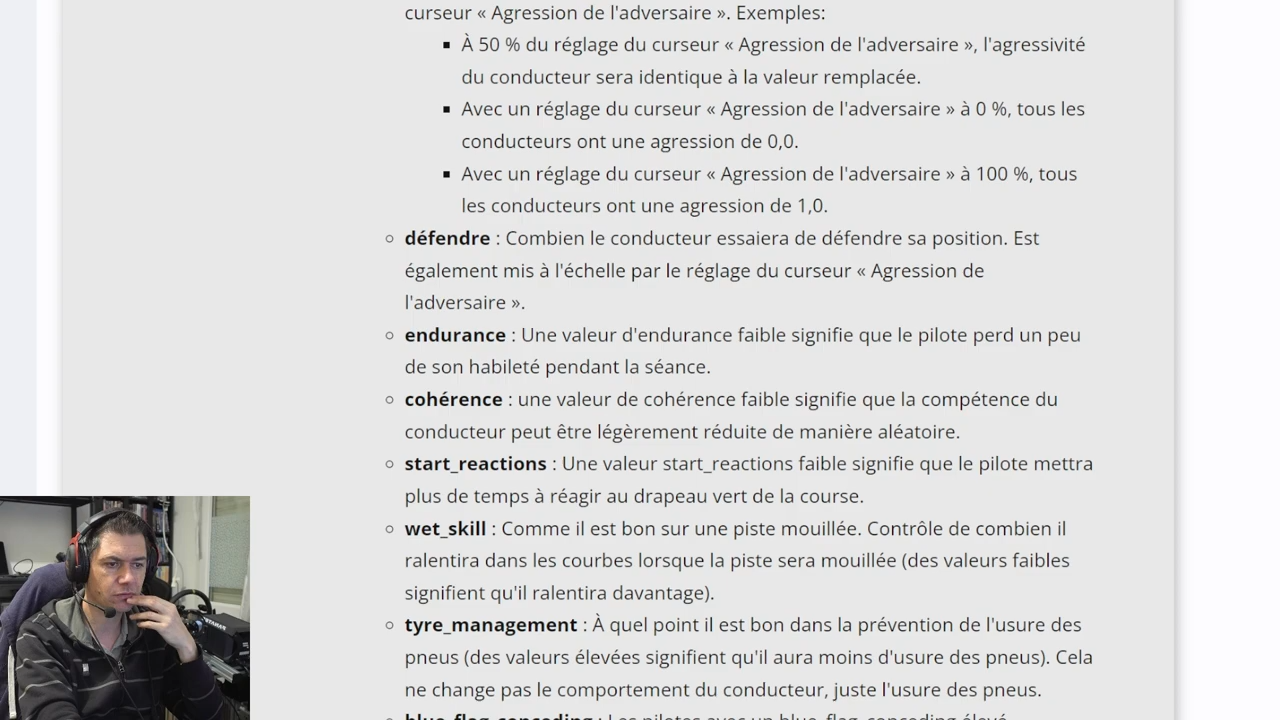 curseur « Agression de l'adversaire ». Exemples:
À 50 % du réglage du curseur « Agression de l'adversaire », l'agressivité
du conducteur sera identique à la valeur remplacée.
Avec un réglage du curseur « Agression de l'adversaire » à 0 %, tous les
conducteurs ont une agression de 0,0.
Avec un réglage du curseur « Agression de l'adversaire » à 100 %, tous
les conducteurs ont une agression de 1,0.
défendre : Combien le conducteur essaiera de défendre sa position. Est
également mis à l'échelle par le réglage du curseur « Agression de
l'adversaire ».
endurance : Une valeur d'endurance faible signifie que le pilote perd un peu
de son habileté pendant la séance.
cohérence : une valeur de cohérence faible signifie que la compétence du
conducteur peut être légèrement réduite de manière aléatoire.
start_reactions : Une valeur start_reactions faible signifie que le pilote mettra
plus de temps à réagir au drapeau vert de la course.
wet_skill : Comme il est bon sur une piste mouillée. Contrôle de combien il
ralentira dans les courbes lorsque la piste sera mouillée (des valeurs faibles
signifient qu'il ralentira davantage).
tyre_management : À quel point il est bon dans la prévention de l'usure des
pneus (des valeurs élevées signifient qu'il aura moins d'usure des pneus). Cela
ne change pas le comportement du conducteur, juste l'usure des pneus.
blue_flag_conceding : Les pilotes avec un blue_flag_conceding élevé